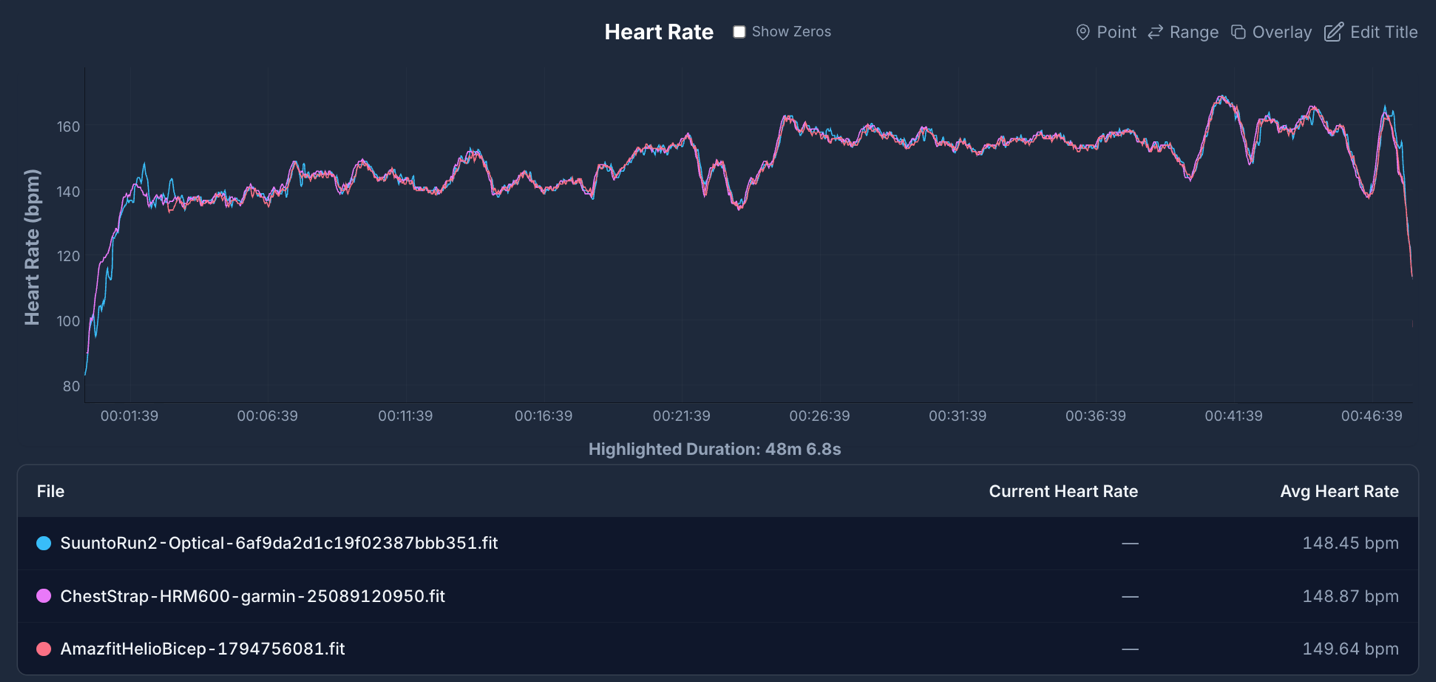 Heart Rate Show Zeros Point Range Overlay Edit Title
Heart Rate (bpm)
160
140
120
100
80
00:01:39 00:06:39 00:11:39 00:16:39 00:21:39 00:26:39 00:31:39 00:36:39 00:41:39 00:46:39
Highlighted Duration: 48m 6.8s
File Current Heart Rate Avg Heart Rate
SuuntoRun2-Optical-6af9da2d1c19f02387bbb351.fit — 148.45 bpm
ChestStrap-HRM600-garmin-25089120950.fit — 148.87 bpm
AmazfitHelioBicep-1794756081.fit — 149.64 bpm